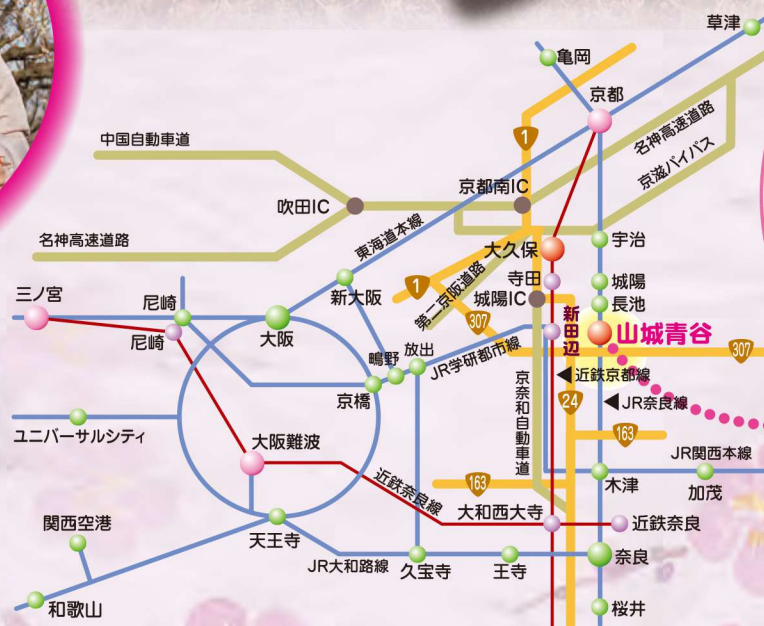 草津
亀岡
京都
1
名神高速道路
中国自動車道
京滋バイパス
京都南IC
吹田IC
東海道本線
宇治
名神高速道路
大久保
寺田
新大阪
1
第二京阪道路
城陽IC
城陽
三ノ宮
尼崎
長池
307
新田辺
山城青谷
尼崎
大阪
鴫野
放出
JR学研都市線
307
京橋
近鉄京都線
京奈和自動車道
24
JR奈良線
ユニバーサルシティ
163
大阪難波
JR関西本線
近鉄奈良線
163
木津
加茂
関西空港
大和西大寺
近鉄奈良
天王寺
JR大和路線
久宝寺
王寺
奈良
和歌山
桜井